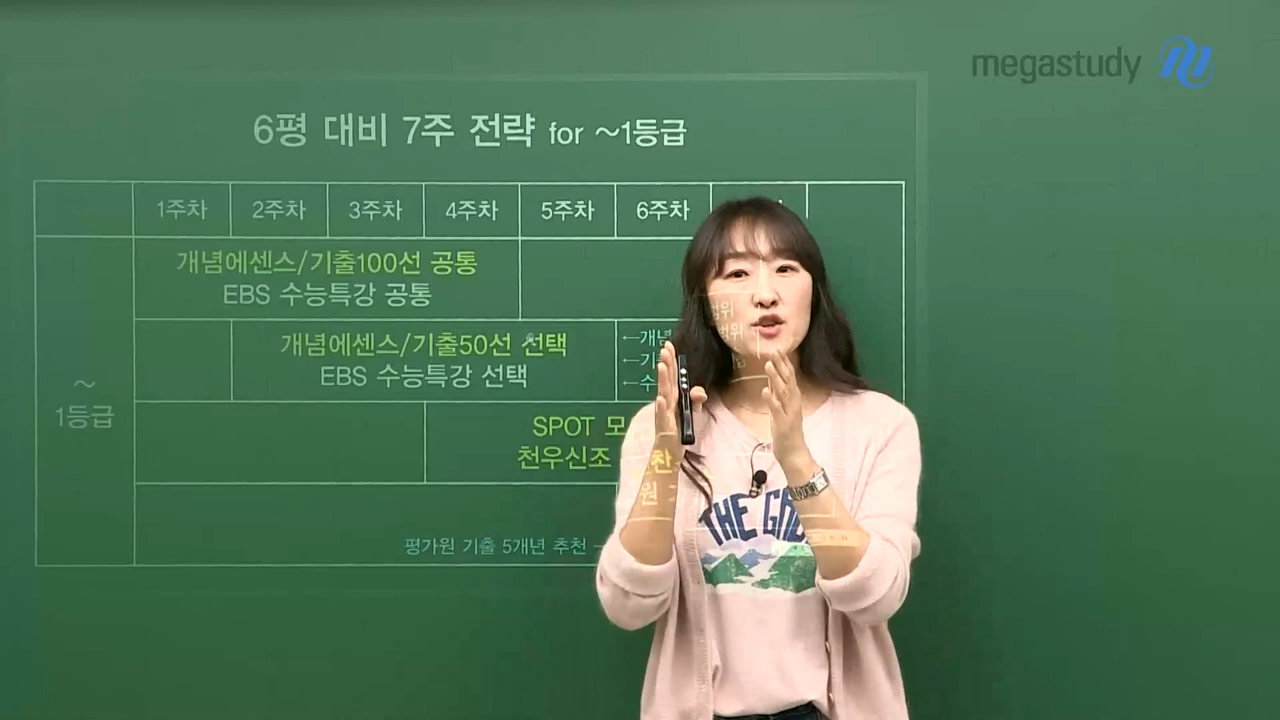 megastudy
6평 대비 7주 전략 for ~1등급
1주차 2주차 3주차 4주차 5주차 6주차
개념에센스/기출100선 공통
EBS 수능특강 공통
개념에센스/기출50선 선택
EBS 수능특강 선택
←개념
~
1등급
SPOT
천우신조
평가원 기출 5개년 추천
THE